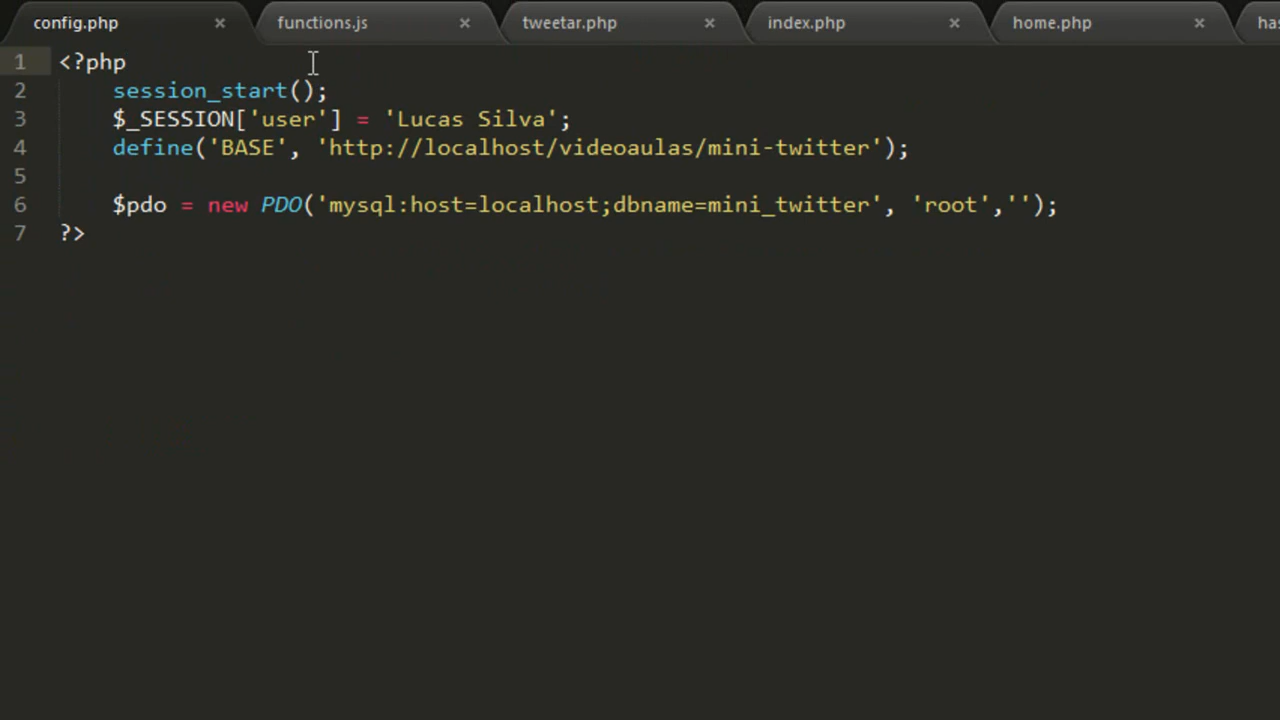 config.php × functions.js × tweetar.php × index.php × home.php × has
1 <?php
2 session_start();
3 $_SESSION['user'] = 'Lucas Silva';
4 define('BASE', 'http://localhost/videoaulas/mini-twitter');
5
6 $pdo = new PDO('mysql:host=localhost;dbname=mini_twitter', 'root','');
7 ?>